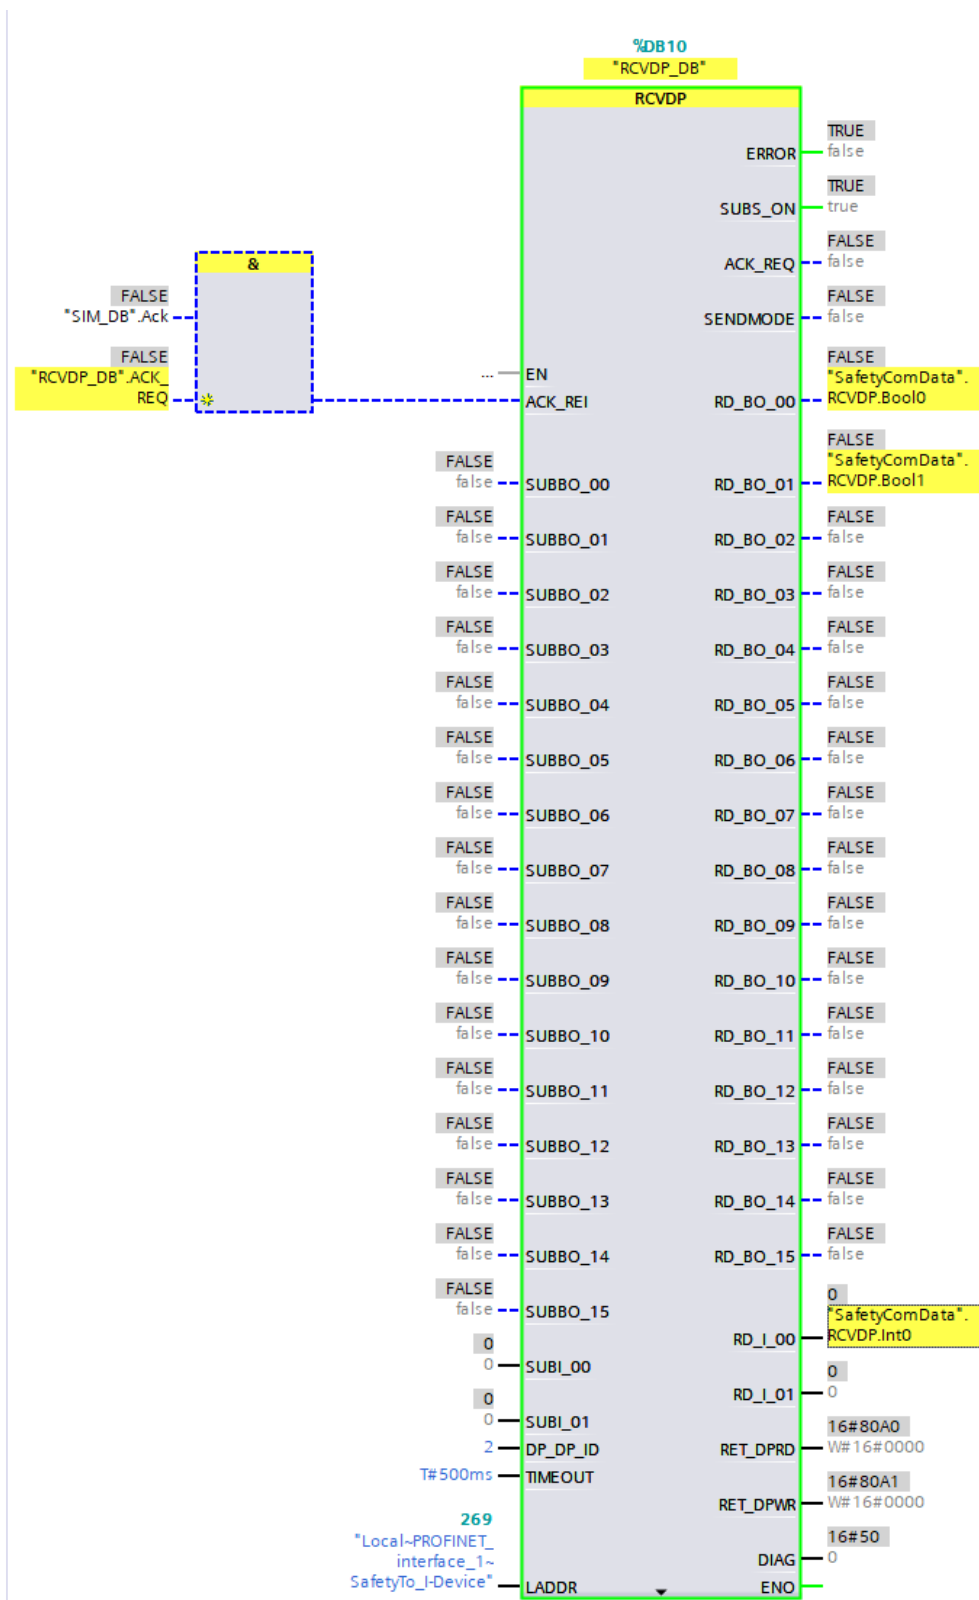 %DB10
"RCVDP_DB"
RCVDP
TRUE
ERROR false
TRUE
SUBS_ON true
FALSE
ACK_REQ false
&
FALSE
"SIM_DB".Ack
FALSE
SENDMODE false
FALSE
"RCVDP_DB".ACK_
REQ
... EN
ACK_REI
FALSE
"SafetyComData".
RD_BO_00 RCVDP.Bool0
FALSE
"SafetyComData".
RD_BO_01 RCVDP.Bool1
FALSE
false SUBBO_00
FALSE FALSE
false SUBBO_01 RD_BO_02 false
FALSE FALSE
false SUBBO_02 RD_BO_03 false
FALSE FALSE
false SUBBO_03 RD_BO_04 false
FALSE FALSE
false SUBBO_04 RD_BO_05 false
FALSE FALSE
false SUBBO_05 RD_BO_06 false
FALSE FALSE
false SUBBO_06 RD_BO_07 false
FALSE FALSE
false SUBBO_07 RD_BO_08 false
FALSE FALSE
false SUBBO_08 RD_BO_09 false
FALSE FALSE
false SUBBO_09 RD_BO_10 false
FALSE FALSE
false SUBBO_10 RD_BO_11 false
FALSE FALSE
false SUBBO_11 RD_BO_12 false
FALSE FALSE
false SUBBO_12 RD_BO_13 false
FALSE FALSE
false SUBBO_13 RD_BO_14 false
FALSE FALSE
false SUBBO_14 RD_BO_15 false
FALSE
false SUBBO_15
0
"SafetyComData".
RD_I_00 RCVDP.Int0
0
0 SUBI_00
0
RD_I_01 0
0
0 SUBI_01
2 DP_DP_ID
16#80A0
RET_DPRD W#16#0000
T#500ms TIMEOUT
16#80A1
RET_DPWR W#16#0000
269
"Local~PROFINET_
interface_1~
SafetyTo_I-Device" LADDR
16#50
DIAG 0
ENO